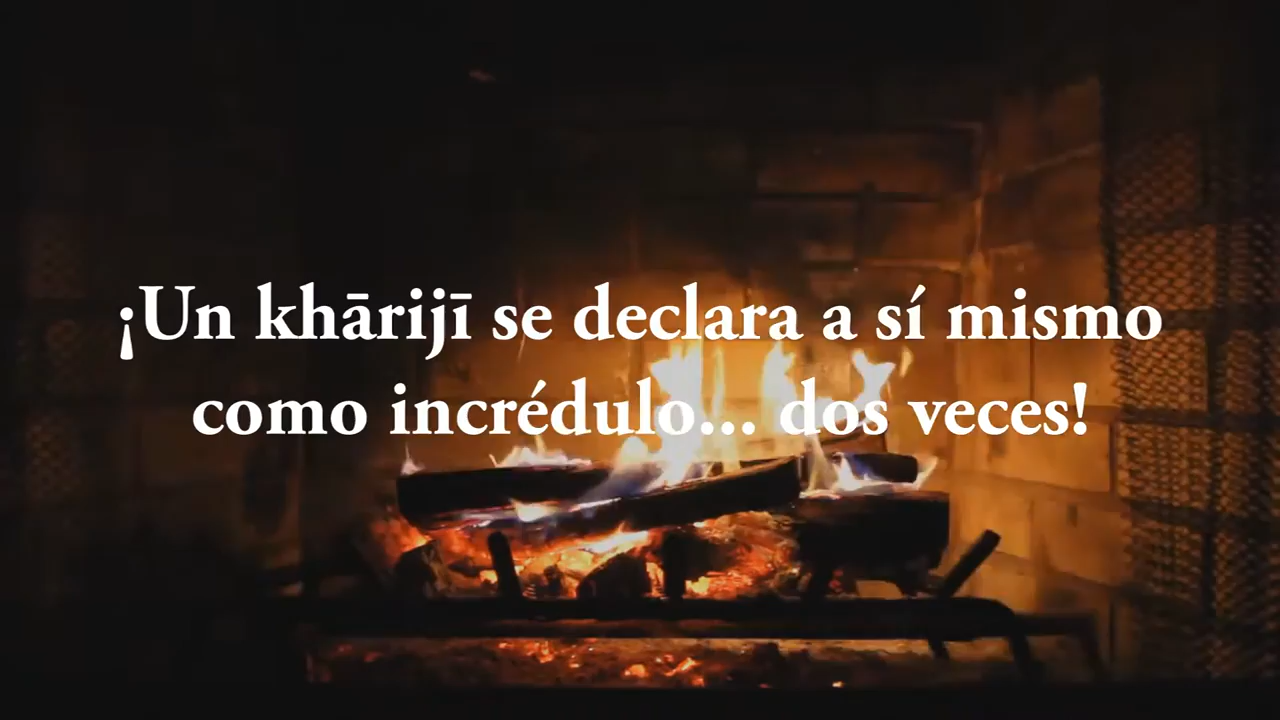 ¡Un khārijī se declara a sí mismo
como incrédulo... dos veces!